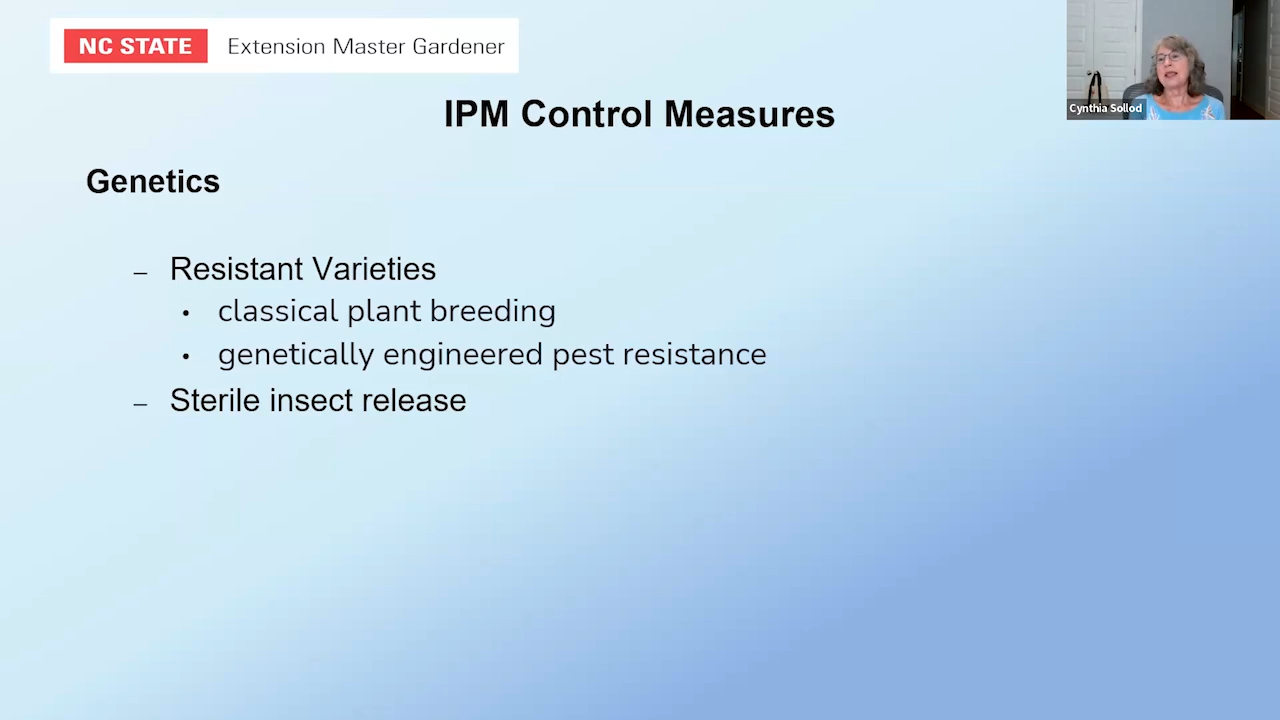 NC STATE Extension Master Gardener
Cynthia Sollod
IPM Control Measures
Genetics
– Resistant Varieties
• classical plant breeding
• genetically engineered pest resistance
– Sterile insect release